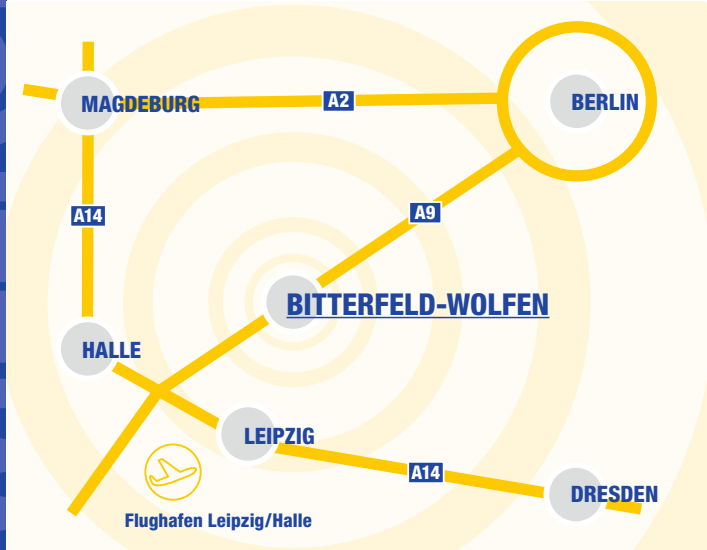 MAGDEBURG
A2
BERLIN
A14
A9
BITTERFELD-WOLFEN
HALLE
LEIPZIG
A14
DRESDEN
Flughafen Leipzig/Halle